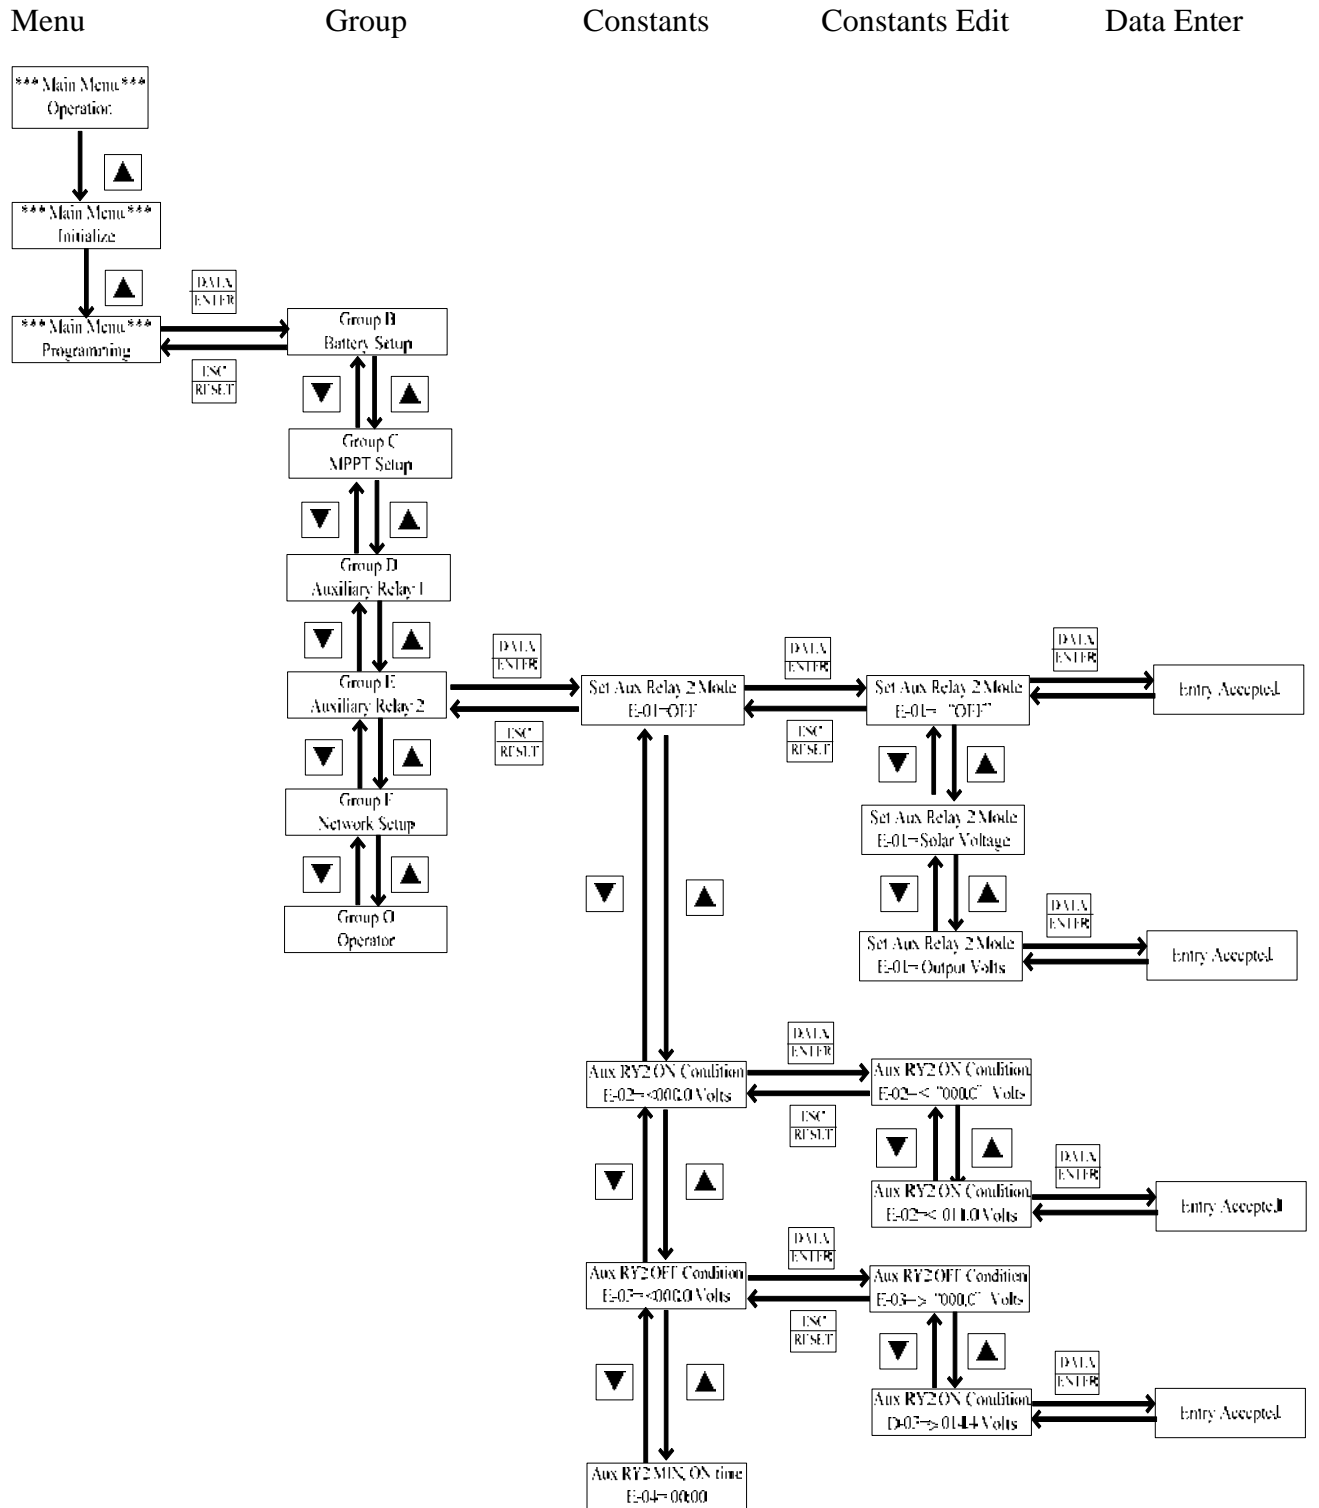 Menu Group Constants Constants Edit Data Enter
*** Main Menu ***
Operation
*** Main Menu ***
Initialize
*** Main Menu ***
Programming
DATA
ENTER
ESC
RESET
Group B
Battery Setup
Group C
MPPT Setup
Group D
Auxiliary Relay 1
Group E
Auxiliary Relay 2
Group F
Network Setup
Group O
Operator
DATA
ENTER
ESC
RESET
Set Aux Relay 2 Mode
E-01=OFF
DATA
ENTER
ESC
RESET
Set Aux Relay 2 Mode
E-01= "OFF"
DATA
ENTER
Entry Accepted
Set Aux Relay 2 Mode
E-01=Solar Voltage
Set Aux Relay 2 Mode
E-01=Output Volts
DATA
ENTER
Entry Accepted
Aux RY2 ON Condition
E-02=<000.0 Volts
DATA
ENTER
ESC
RESET
Aux RY2 ON Condition
E-02=< "000.0" Volts
Aux RY2 ON Condition
E-02=< 011.0 Volts
DATA
ENTER
Entry Accepted
Aux RY2 OFF Condition
E-03=<000.0 Volts
DATA
ENTER
ESC
RESET
Aux RY2 OFF Condition
E-03=> "000.0" Volts
Aux RY2 ON Condition
D-03=> 014.4 Volts
DATA
ENTER
Entry Accepted
Aux RY2 MIN, ON time
E-04= 00:00